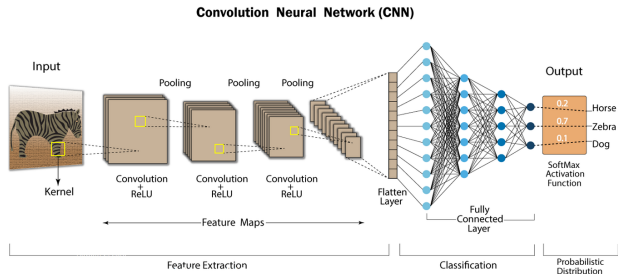 Convolution Neural Network (CNN)
Input
Pooling
Pooling
Pooling
Output
Kernel
Convolution
+
ReLU
Convolution
+
ReLU
Convolution
+
ReLU
Feature Maps
Flatten
Layer
Fully
Connected
Layer
0.2
0.7
0.1
Horse
Zebra
Dog
SoftMax
Activation
Function
Feature Extraction
Classification
Probabilistic
Distribution